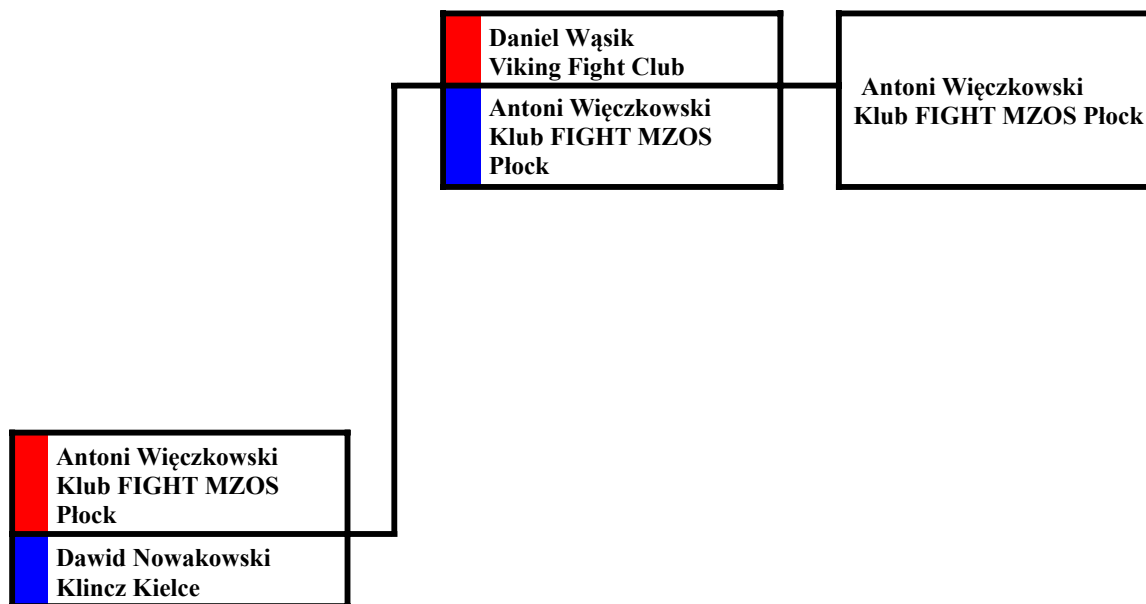 Daniel Wąsik
Viking Fight Club
Antoni Więczkowski
Klub FIGHT MZOS
Płock
Antoni Więczkowski
Klub FIGHT MZOS Płock
Antoni Więczkowski
Klub FIGHT MZOS
Płock
Dawid Nowakowski
Klincz Kielce